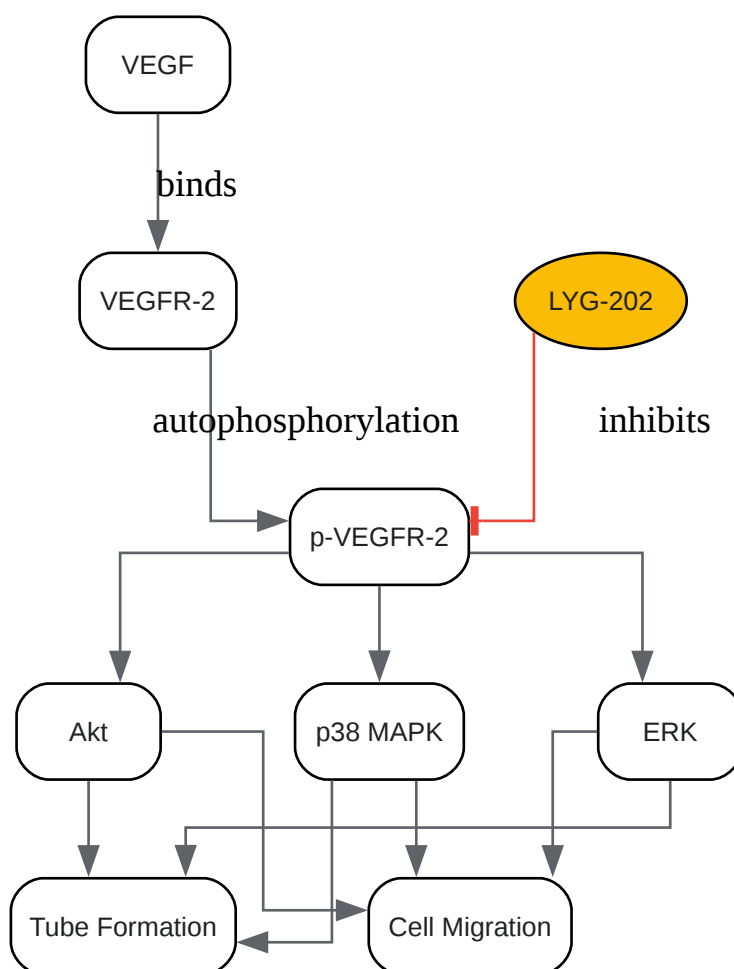 VEGF
binds
VEGFR-2
LYG-202
autophosphorylation
inhibits
p-VEGFR-2
Akt
p38 MAPK
ERK
Tube Formation
Cell Migration